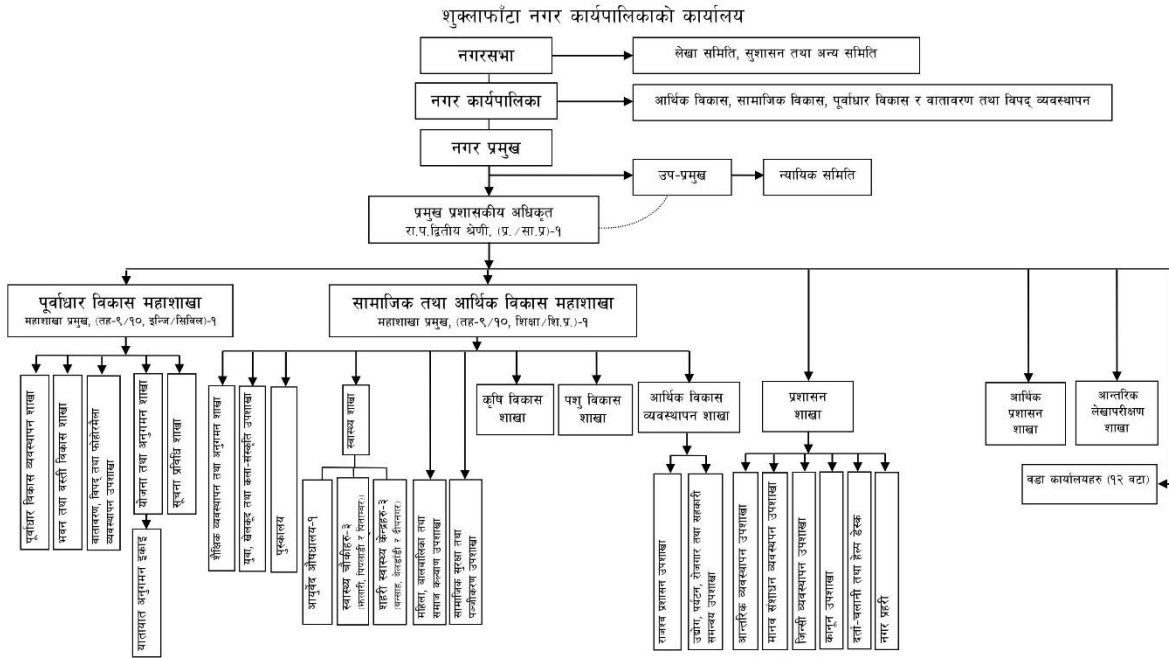 शुक्लाफाँटा नगर कार्यपालिकाको कार्यालय
नगरसभा
लेखा समिति, सुशासन तथा अन्य समिति
नगर कार्यपालिका
आर्थिक विकास, सामाजिक विकास, पूर्वाधार विकास र वातावरण तथा विपद् व्यवस्थापन
नगर प्रमुख
उप-प्रमुख
न्यायिक समिति
प्रमुख प्रशासकीय अधिकृत
रा.प.द्वितीय श्रेणी, (प्र./सा.प्र)-१
पूर्वाधार विकास महाशाखा
महाशाखा प्रमुख, (तह-९/१०, इन्जि/सिविल)-१
सामाजिक तथा आर्थिक विकास महाशाखा
महाशाखा प्रमुख, (तह-९/१०, शिक्षा/शि.प्र.)-१
पूर्वाधार विकास व्यवस्थापन शाखा
भवन तथा वस्ती विकास शाखा
वातावरण, विपद् तथा फोहोरमैला
व्यवस्थापन उपशाखा
योजना तथा अनुगमन शाखा
सूचना प्रविधि शाखा
यातायात अनुगमन इकाइ
शैक्षिक व्यवस्थापन तथा अनुगमन शाखा
युवा, खेलकूद तथा कला-संस्कृति उपशाखा
पुस्कालय
स्वास्थ्य शाखा
आयुर्वेद औषधालय-१
स्वास्थ्य चौकीहरु-३
(झलारी, पिपलाडी र पिताम्बर)
शहरी स्वास्थ्य केन्द्रहरु-३
महिला, बालबालिका तथा
समाज कल्याण उपशाखा
सामाजिक सुरक्षा तथा
पञ्जीकरण उपशाखा
कृषि विकास
शाखा
पशु विकास
शाखा
आर्थिक विकास
व्यवस्थापन शाखा
राजश्व प्रशासन उपशाखा
उद्योग, पर्यटन, रोजगार तथा सहकारी
समन्वय उपशाखा
प्रशासन
शाखा
आन्तरिक व्यवस्थापन उपशाखा
मानव संशाधन व्यवस्थपन उपशाखा
जिन्सी व्यवस्थापन उपशाखा
कानून उपशाखा
दर्ता-चलानी तथा हेल्प डेस्क
नगर प्रहरी
आर्थिक
प्रशासन
शाखा
आन्तरिक
लेखापरीक्षण
शाखा
वडा कार्यालयहरु (१२ वटा)